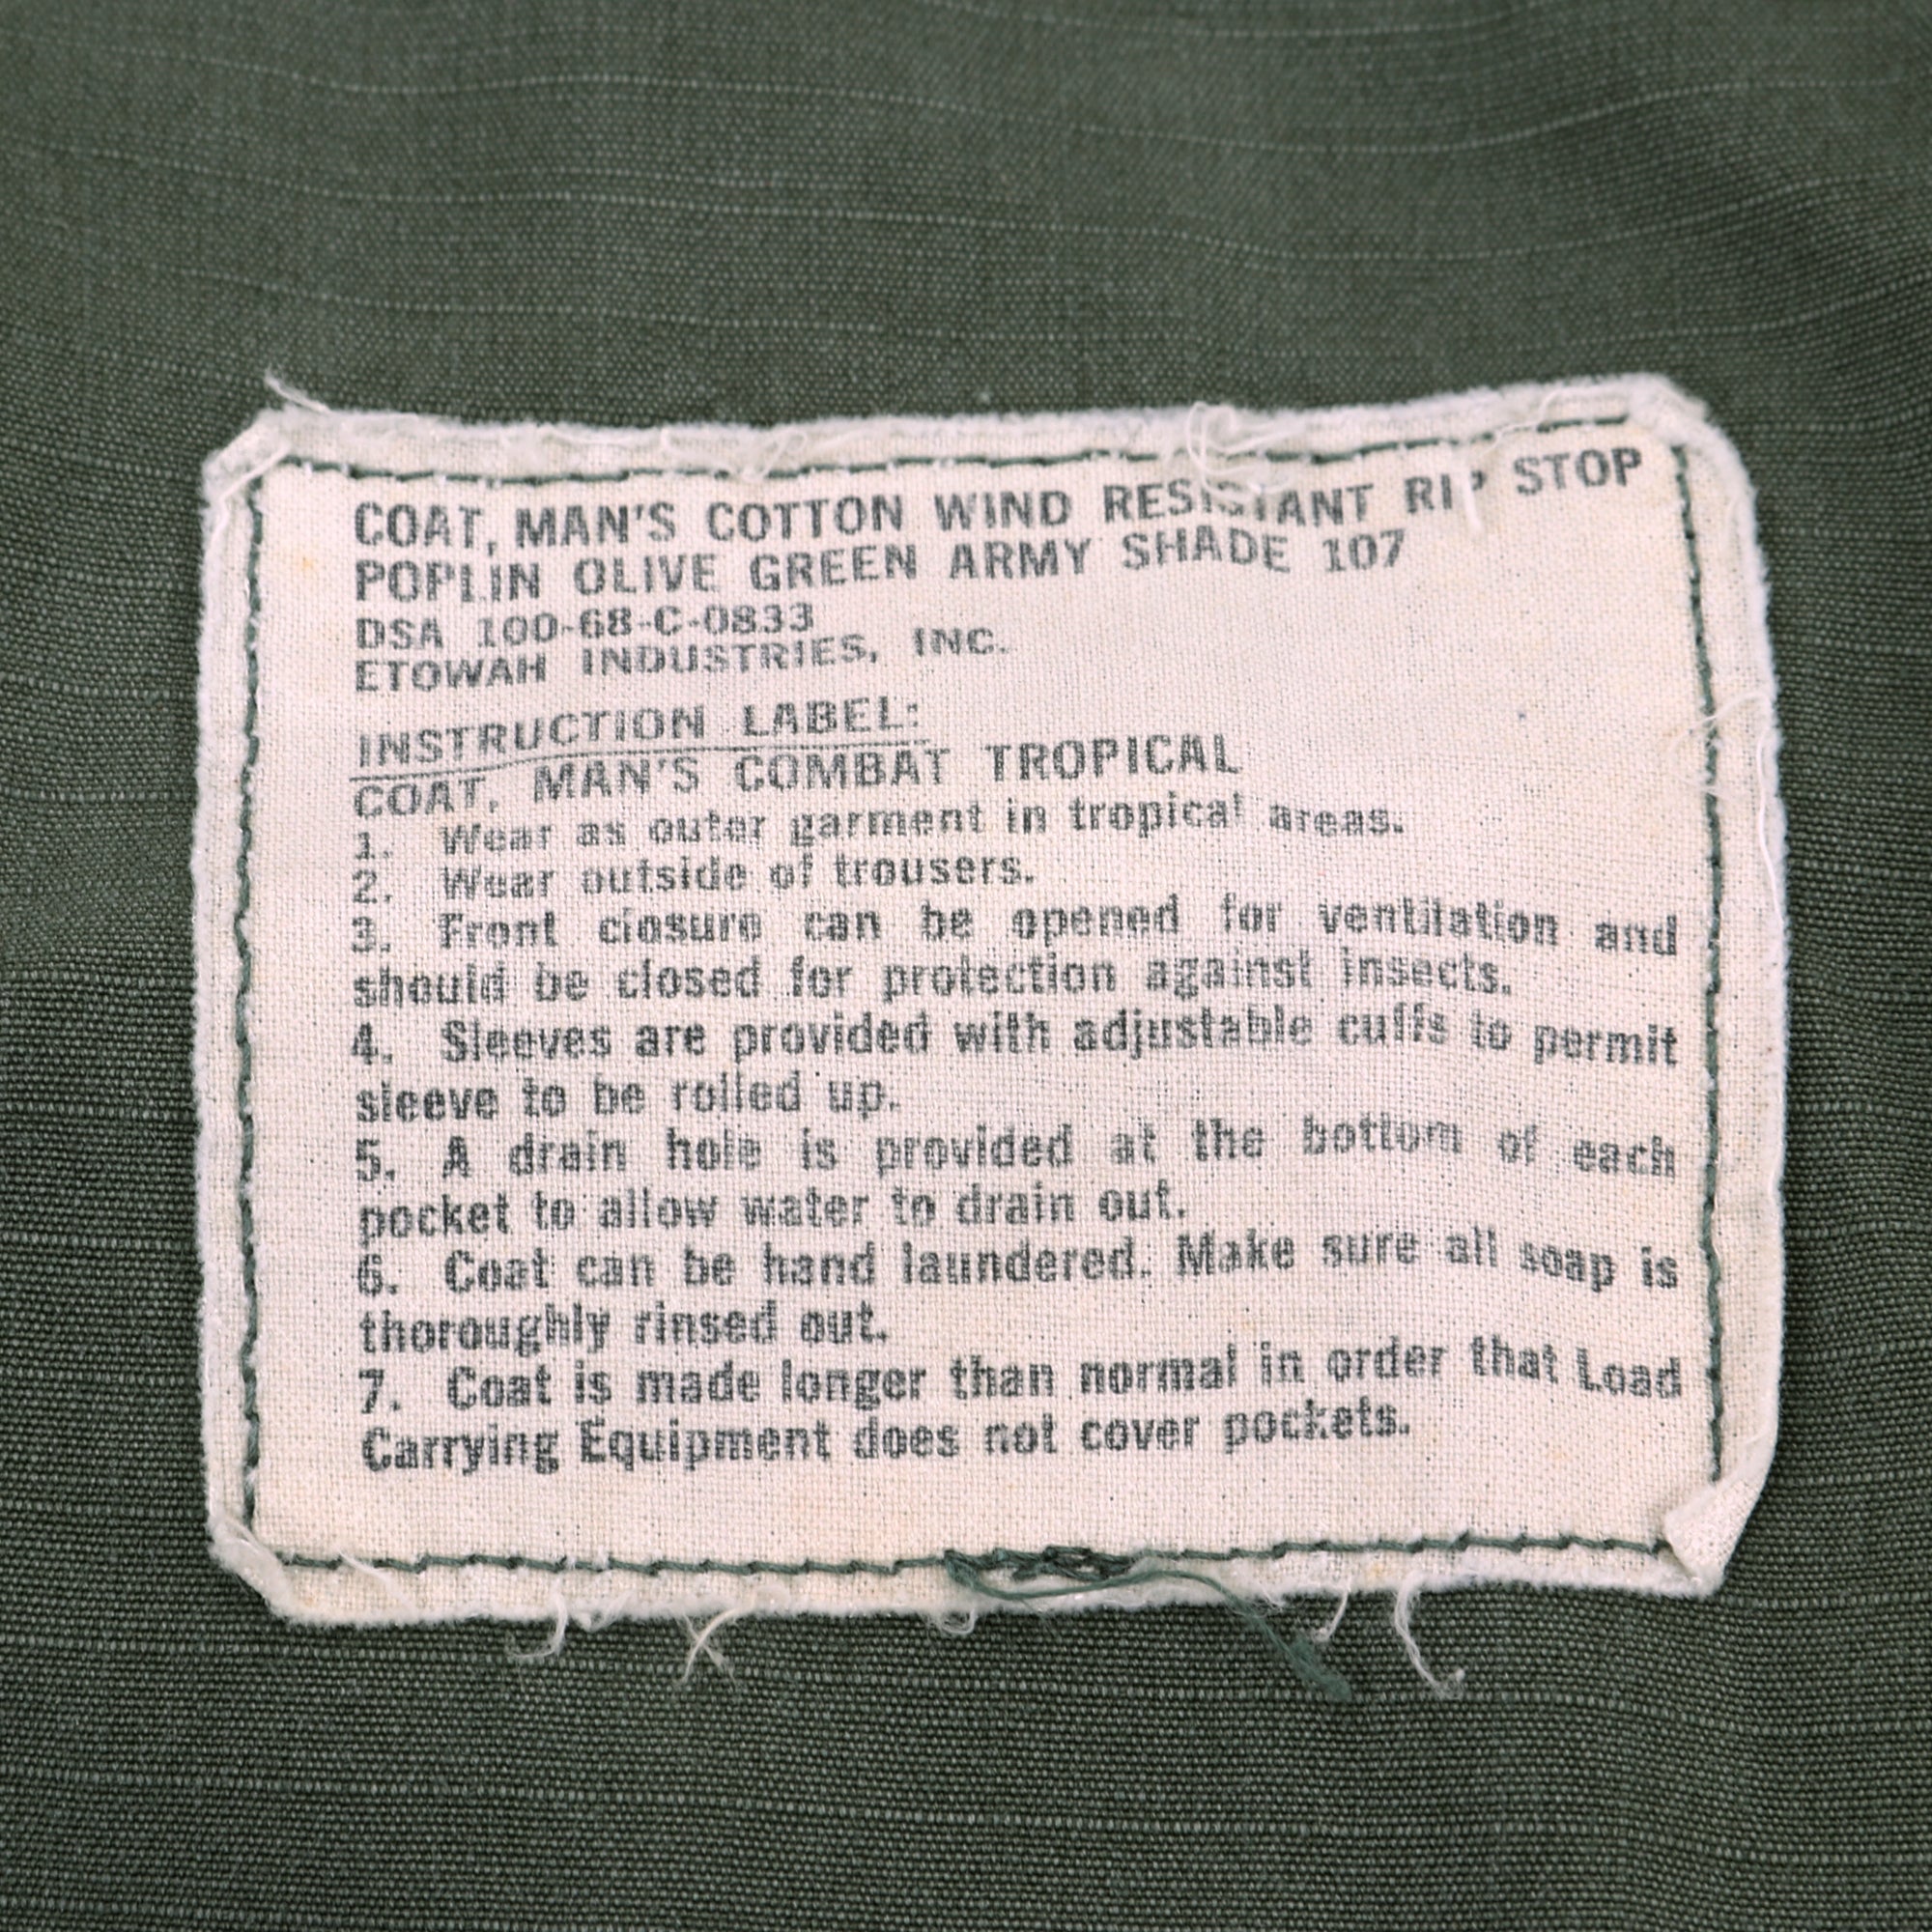 COAT, MAN'S COTTON WIND RESISTANT RIP STOP
POPLIN OLIVE GREEN ARMY SHADE 107
DSA 100-68-C-0833
ETOWAH INDUSTRIES, INC.
INSTRUCTION LABEL:
COAT, MAN'S COMBAT TROPICAL
1. Wear as outer garment in tropical areas.
2. Wear outside of trousers.
3. Front closure can be opened for ventilation and
should be closed for protection against insects.
4. Sleeves are provided with adjustable cuffs to permit
sleeve to be rolled up.
5. A drain hole is provided at the bottom of each
pocket to allow water to drain out.
6. Coat can be hand laundered. Make sure all soap is
thoroughly rinsed out.
7. Coat is made longer than normal in order that Load
Carrying Equipment does not cover pockets.